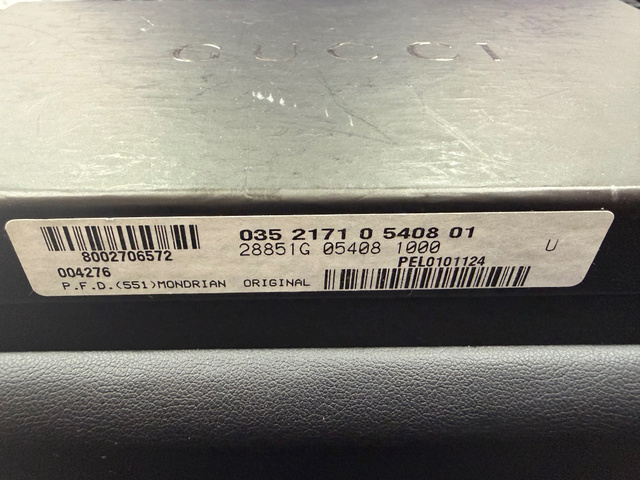 GUCCI
035 2171 0 5408 01
8002706572
28851G 05408 1000
U
004276
PEL0101124
P.F.D.(551)MONDRIAN ORIGINAL